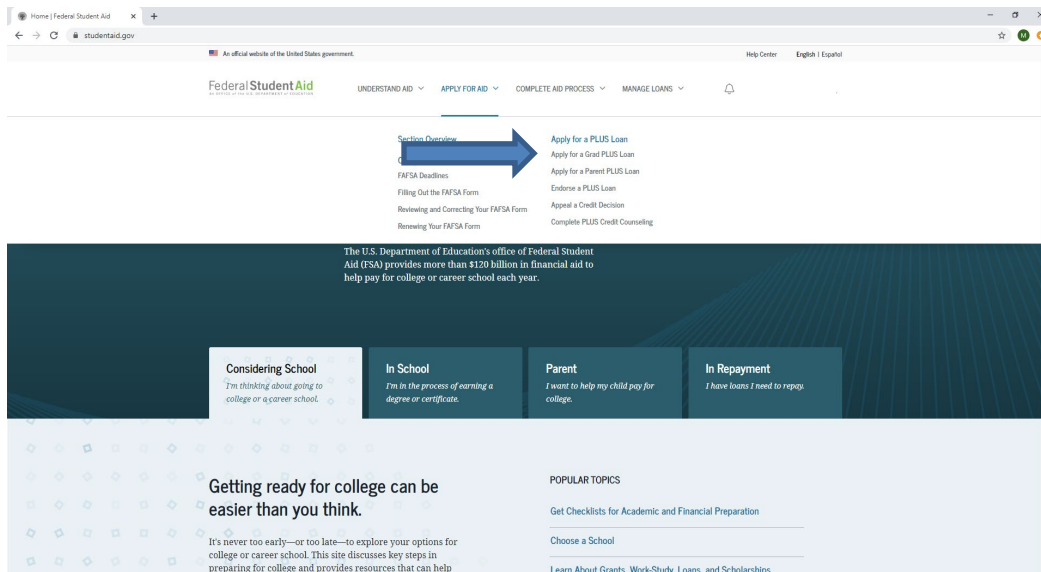 Home | Federal Student Aid
studentaid.gov
M
An official website of the United States government.
Help Center English | Español
Federal Student Aid
UNDERSTAND AID APPLY FOR AID COMPLETE AID PROCESS MANAGE LOANS
Section Overview
FAFSA Deadlines
Filling Out the FAFSA Form
Reviewing and Correcting Your FAFSA Form
Renewing Your FAFSA Form
Apply for a PLUS Loan
Apply for a Grad PLUS Loan
Apply for a Parent PLUS Loan
Endorse a PLUS Loan
Appeal a Credit Decision
Complete PLUS Credit Counseling
The U.S. Department of Education's office of Federal Student
Aid (FSA) provides more than $120 billion in financial aid to
help pay for college or career school each year.
Considering School
I'm thinking about going to
college or a career school.
In School
I'm in the process of earning a
degree or certificate.
Parent
I want to help my child pay for
college.
In Repayment
I have loans I need to repay.
Getting ready for college can be
easier than you think.
It's never too early—or too late—to explore your options for
college or career school. This site discusses key steps in
preparing for college and provides resources that can help
POPULAR TOPICS
Get Checklists for Academic and Financial Preparation
Choose a School
Learn About Grants, Work-Study, Loans, and Scholarships